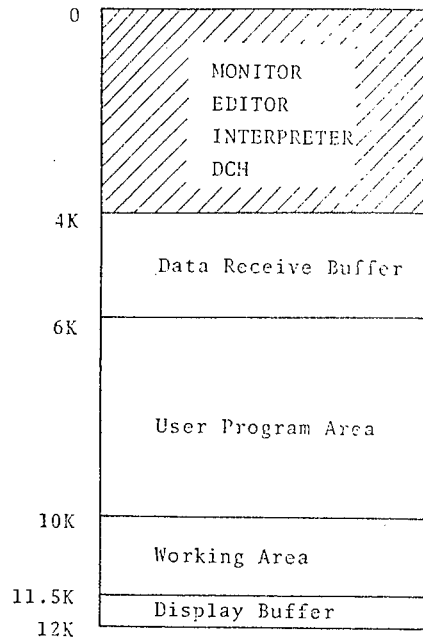 0
MONITOR
EDITOR
INTERPRETER
DCH
4K
Data Receive Buffer
6K
User Program Area
10K
Working Area
11.5K
Display Buffer
12K